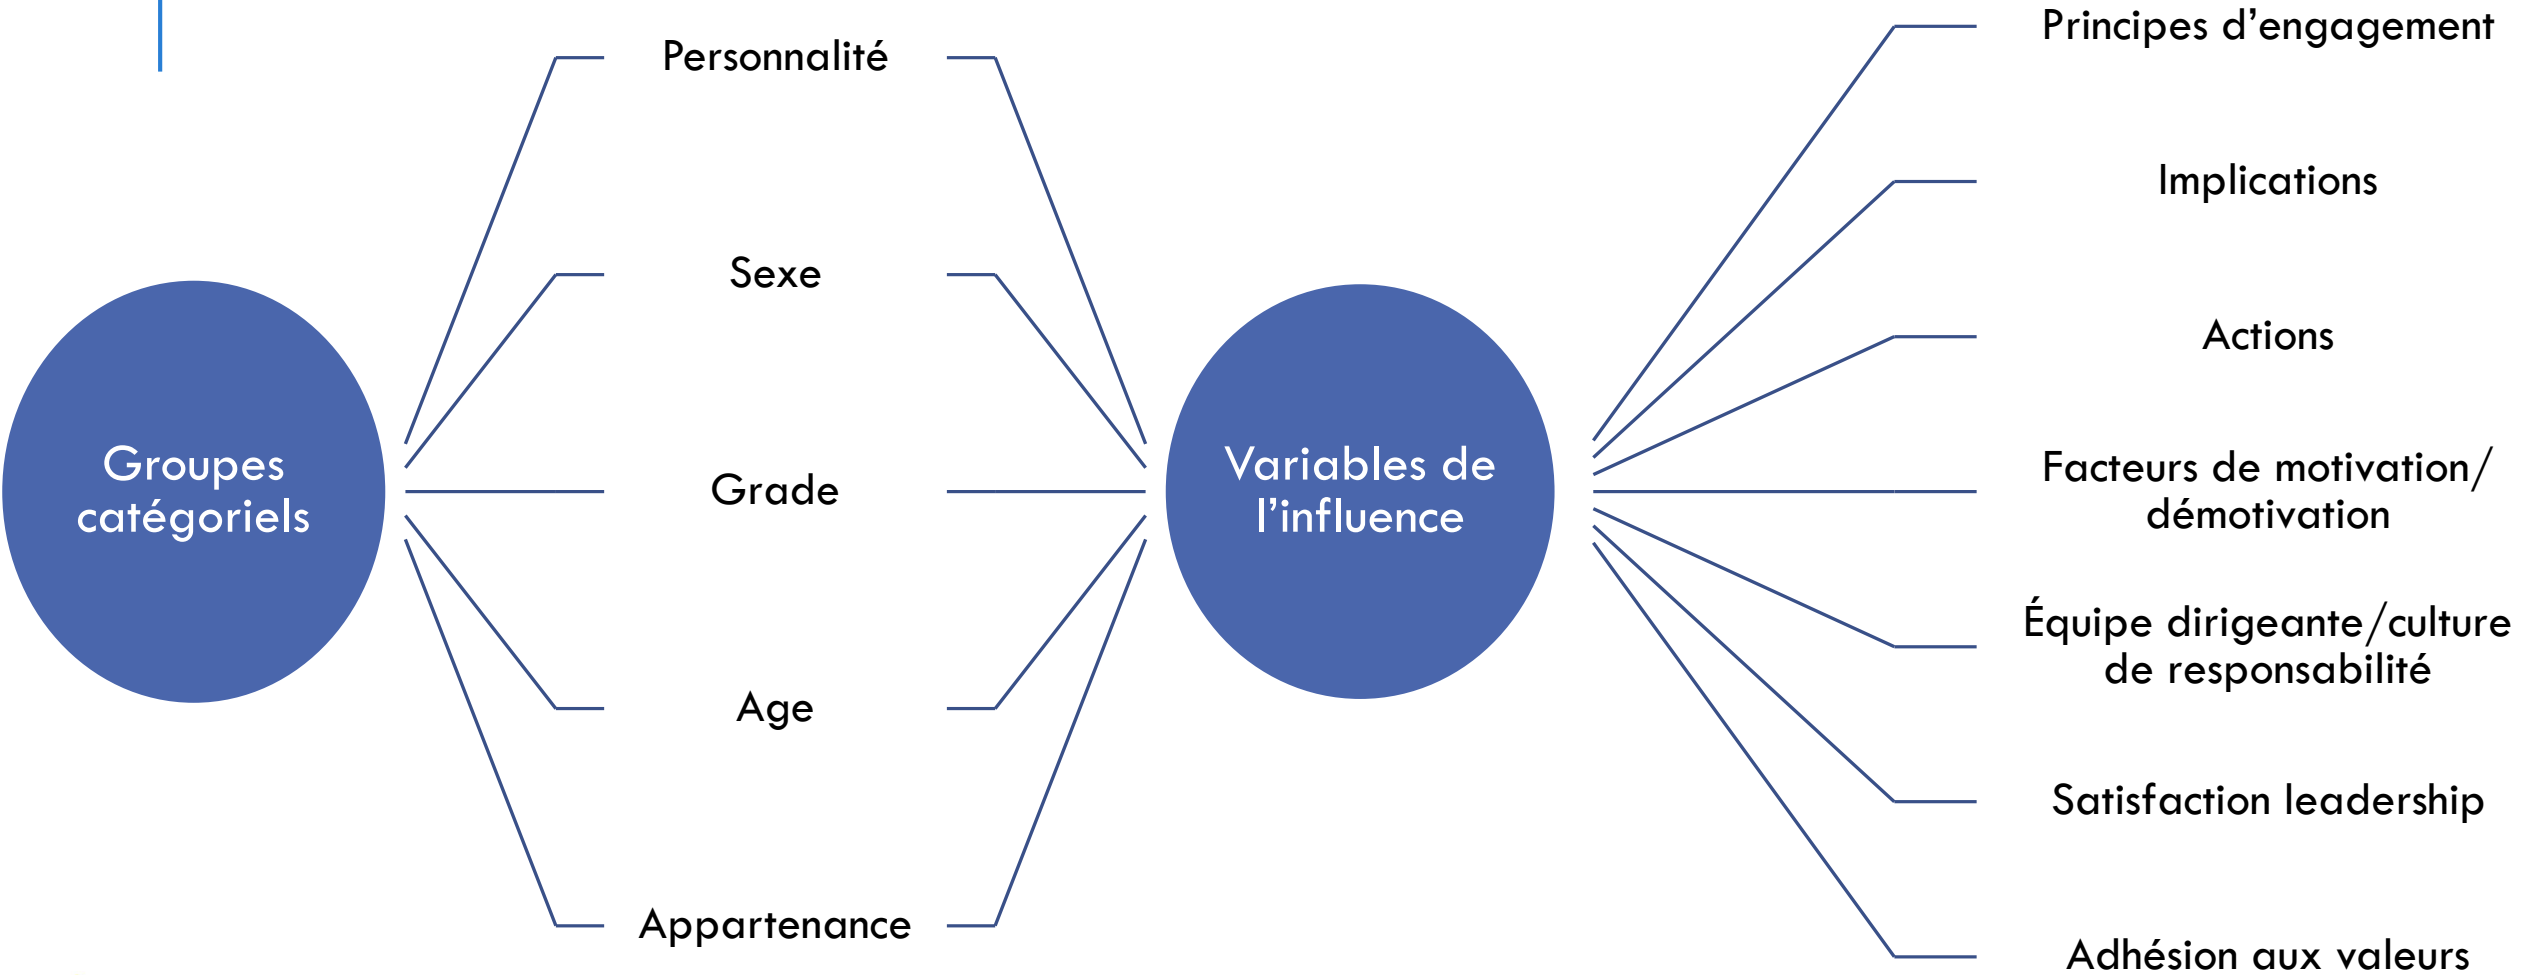 Groupes
catégoriels
Personnalité
Sexe
Grade
Age
Appartenance
Variables de
l’influence
Principes d’engagement
Implications
Actions
Facteurs de motivation/
démotivation
Équipe dirigeante/culture
de responsabilité
Satisfaction leadership
Adhésion aux valeurs